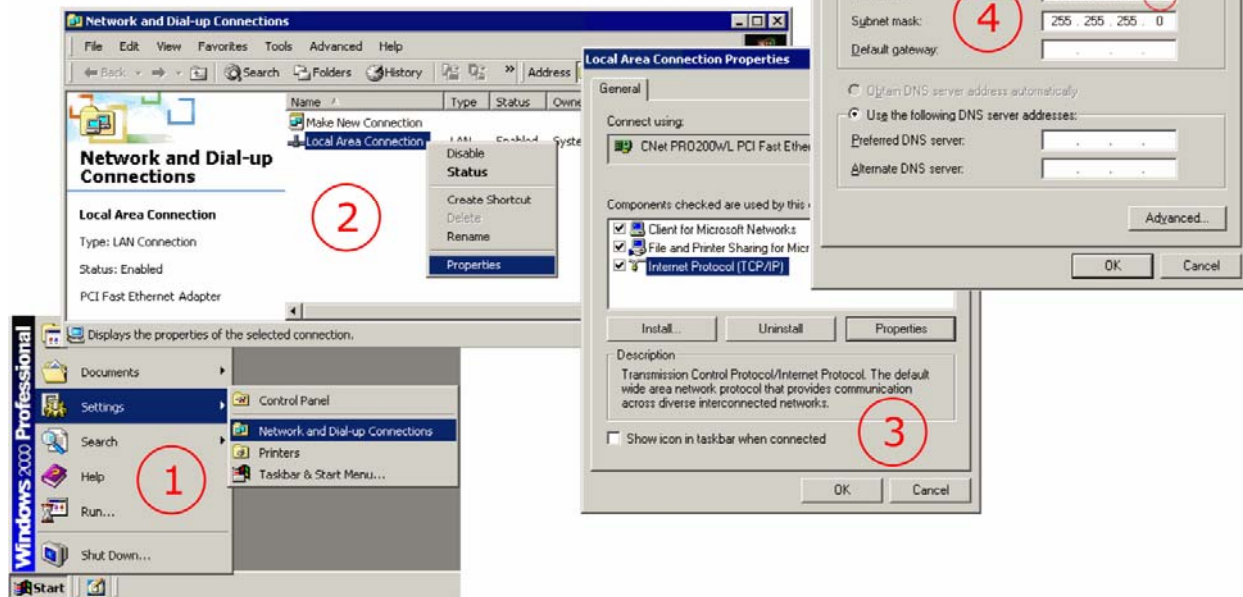 Network and Dial-up Connections
File Edit View Favorites Tools Advanced Help
Back Search Folders History » Address
Name Type Status Owne
Make New Connection
Local Area Connection LAN Enabled Syste
Network and Dial-up
Connections
Local Area Connection
Type: LAN Connection
Status: Enabled
PCI Fast Ethernet Adapter
Disable
Status
Create Shortcut
Delete
Rename
Properties
2
Displays the properties of the selected connection.
Windows 2000 Professional
Documents
Settings
Search
Help
Run...
Shut Down...
Start
1
Control Panel
Network and Dial-up Connections
Printers
Taskbar & Start Menu...
Local Area Connection Properties
General
Connect using:
CNet PRO200WL PCI Fast Ether
Components checked are used by this
Client for Microsoft Networks
File and Printer Sharing for Micr
Internet Protocol (TCP/IP)
Install... Uninstall Properties
Description
Transmission Control Protocol/Internet Protocol. The default
wide area network protocol that provides communication
across diverse interconnected networks.
Show icon in taskbar when connected
3
OK Cancel
4
Subnet mask: 255 . 255 . 255 . 0
Default gateway: . . .
Obtain DNS server address automatically
Use the following DNS server addresses:
Preferred DNS server: . . .
Alternate DNS server: . . .
Advanced...
OK Cancel